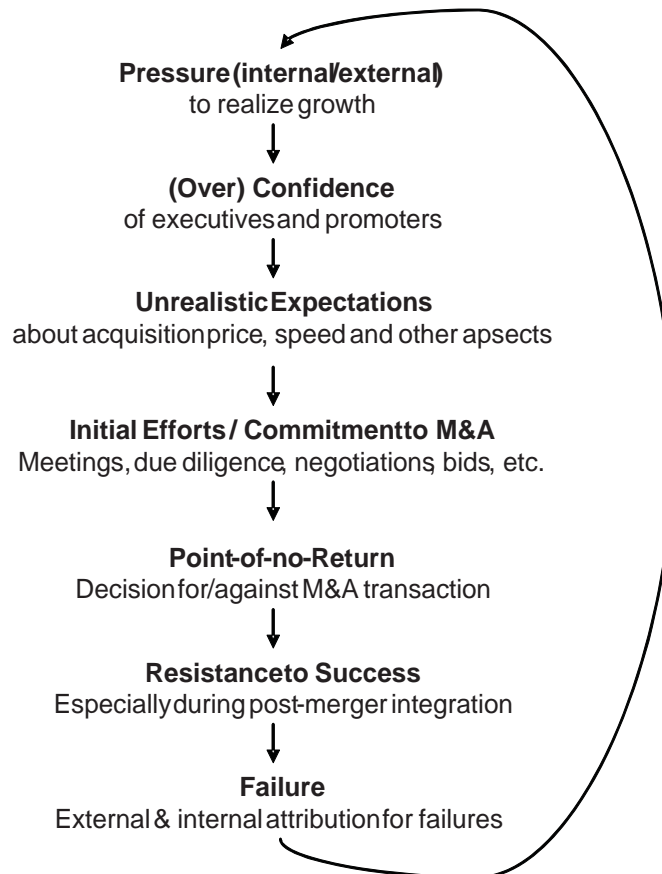 Pressure (internal/external)
to realize growth
(Over) Confidence
of executives and promoters
Unrealistic Expectations
about acquisition price, speed and other apsects
Initial Efforts / Commitment to M&A
Meetings, due diligence, negotiations, bids, etc.
Point-of-no-Return
Decision for/against M&A transaction
Resistance to Success
Especially during post-merger integration
Failure
External & internal attribution for failures